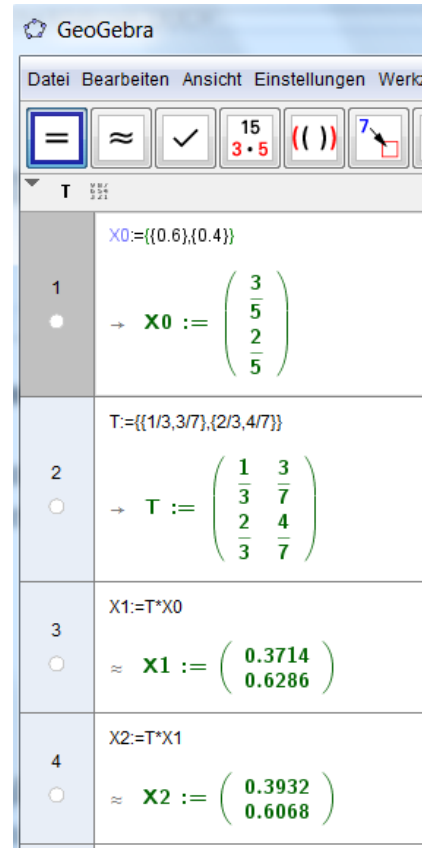 GeoGebra
Datei Bearbeiten Ansicht Einstellungen
= ≈ ✓ 15 3·5 (( )) 7
T
1
X0:={{0.6},{0.4}}
→ X0 := ( 3/5 2/5 )
2
T:={{1/3,3/7},{2/3,4/7}}
→ T := ( 1/3 3/7
2/3 4/7 )
3
X1:=T*X0
≈ X1 := ( 0.3714
0.6286 )
4
X2:=T*X1
≈ X2 := ( 0.3932
0.6068 )